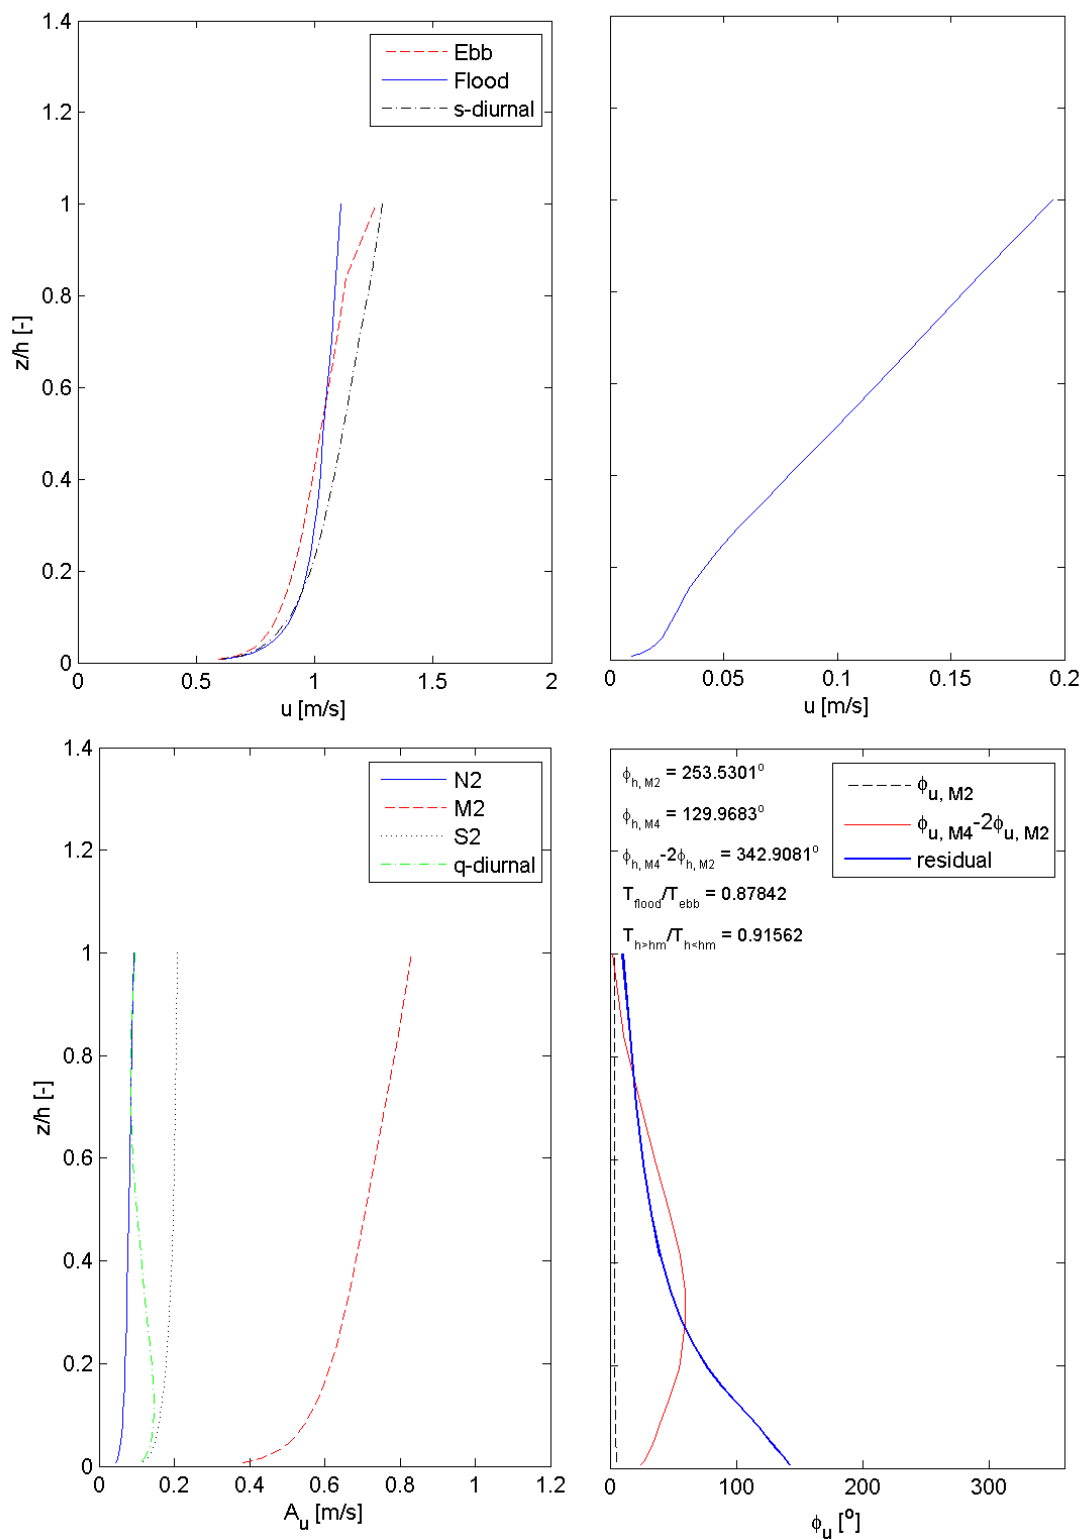 1.4
1.2
1
0.8
0.6
0.4
0.2
0
z/h [-]
Ebb
Flood
s-diurnal
0 0.5 1 1.5 2
u [m/s]
0 0.05 0.1 0.15 0.2
u [m/s]
1.4
1.2
1
0.8
0.6
0.4
0.2
0
z/h [-]
N2
M2
S2
q-diurnal
0 0.2 0.4 0.6 0.8 1 1.2
A_u [m/s]
ϕ_h, M2 = 253.5301°
ϕ_h, M4 = 129.9683°
ϕ_h, M4-2ϕ_h, M2 = 342.9081°
T_flood/T_ebb = 0.87842
T_h>hm/T_h<hm = 0.91562
ϕ_u, M2
ϕ_u, M4-2ϕ_u, M2
residual
0 100 200 300
ϕ_u [°]